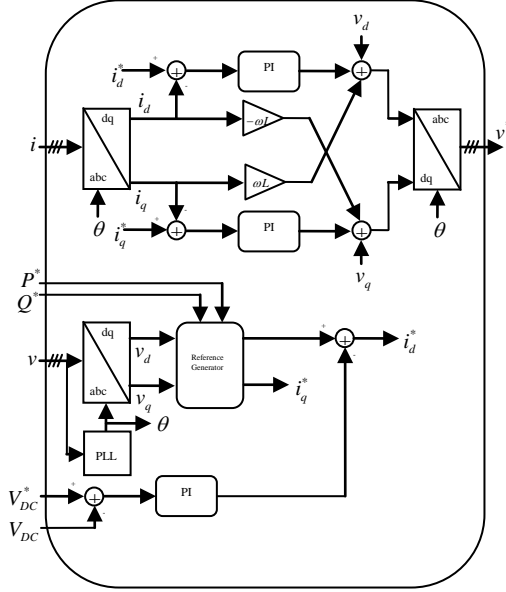 v_d
i_d^*
+
-
+
PI
+
i_d
dq
abc
i
-ωL
ωL
abc
dq
v^*
i_q
θ
θ
i_q^*
+
-
+
PI
+
v_q
P^*
Q^*
v
dq
abc
v_d
v_q
Reference
Generator
+
+
-
i_d^*
i_q^*
θ
PLL
V_DC^*
+
+
-
PI
V_DC